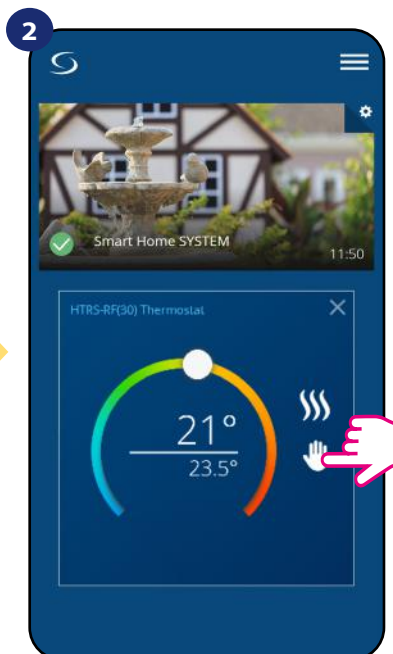 2
Smart Home SYSTEM
11:50
HTRS-RF(30) Thermostat
21°
23.5°